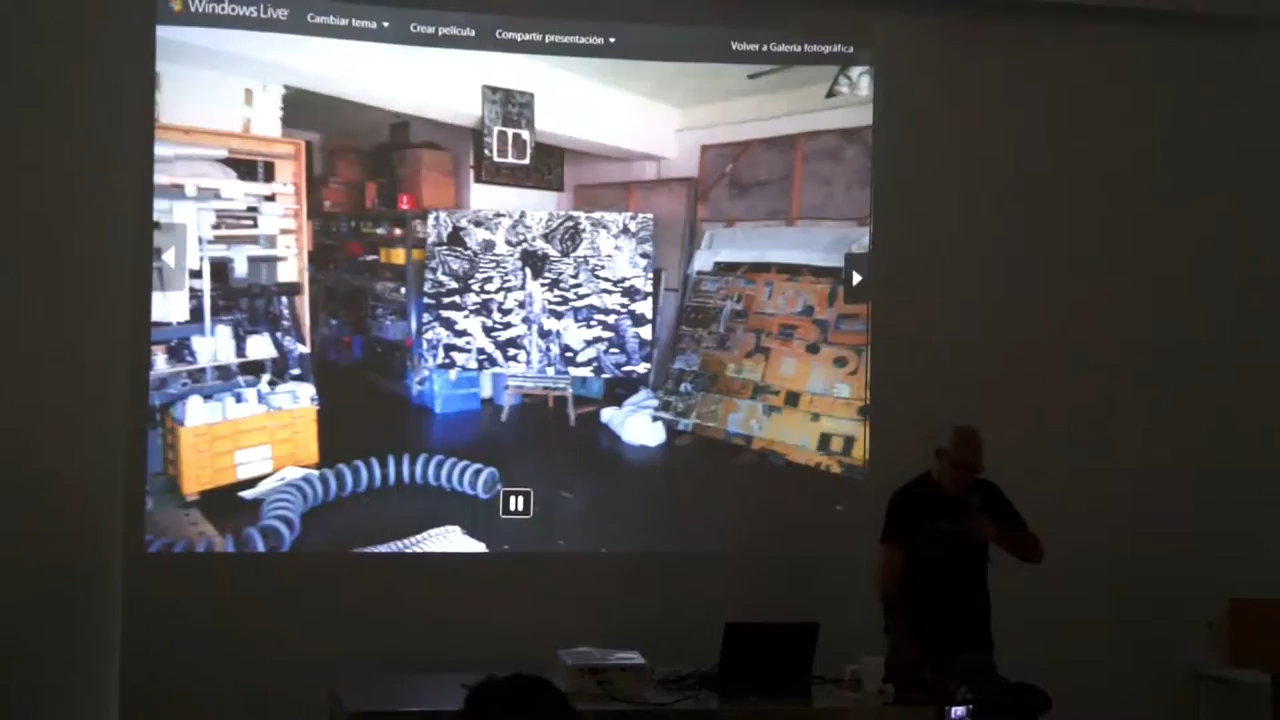 Windows Live
Cambiar tema
Crear película
Compartir presentación
Volver a Galería fotográfica